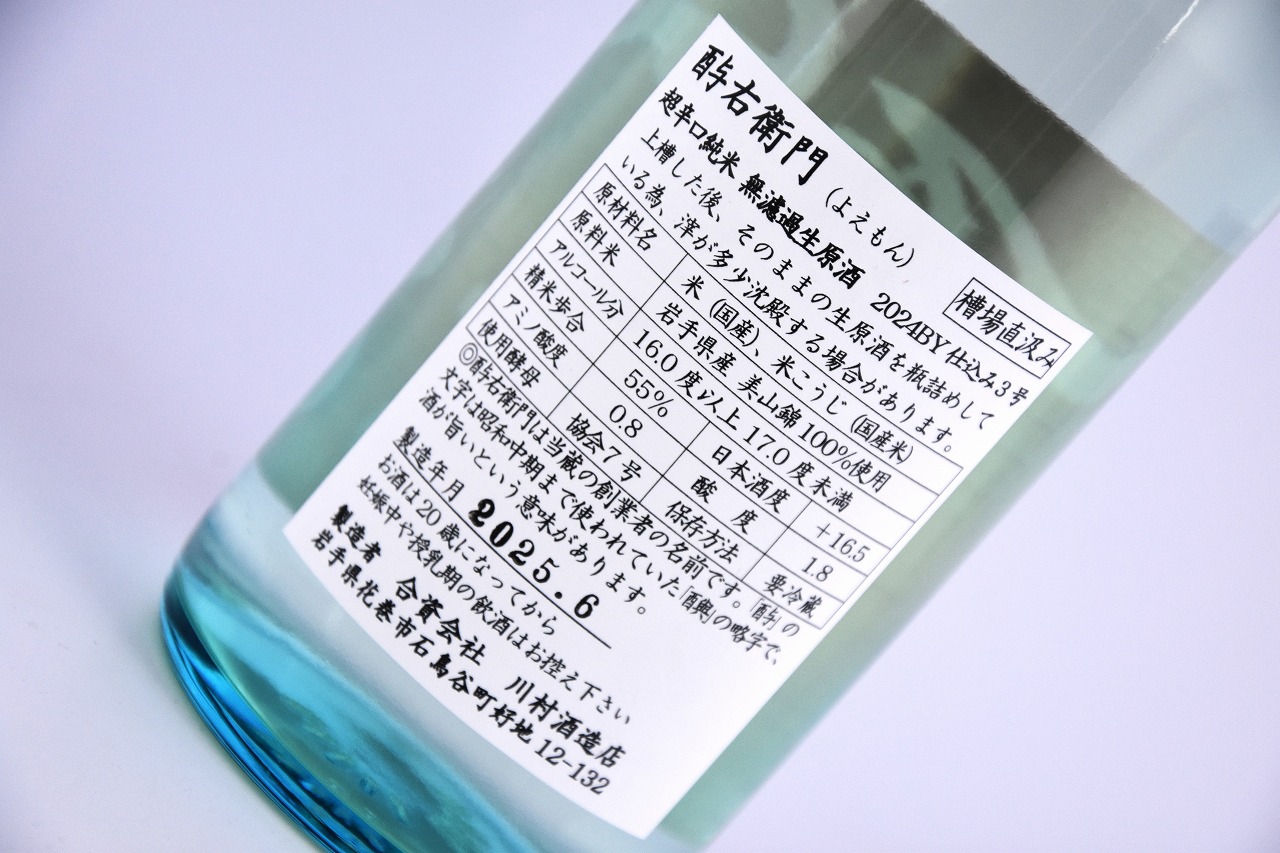 酉与右衛門（よえもん）
槽場直汲み
超辛口純米 無濾過生原酒 2024BY 仕込み3号
上槽した後、そのままの生原酒を瓶詰めして
いる為、滓が多少沈殿する場合があります。
原材料名 米（国産）、米こうじ（国産米）
原料米 岩手県産 美山錦100%使用
アルコール分 16.0度以上17.0度未満
精米歩合 55% 日本酒度 +16.5
アミノ酸度 0.8 酸度 1.8
使用酵母 協会7号 保存方法 要冷蔵
◎酉与右衛門は当蔵の創業者の名前です。「酉与」の
文字は昭和中期まで使われていた「酉與」の略字で、
酒が旨いという意味があります。
製造年月 2025.6
お酒は20歳になってから
妊娠中や授乳期の飲酒はお控え下さい
製造者 合資会社 川村酒造店
岩手県花巻市石鳥谷町好地12-132